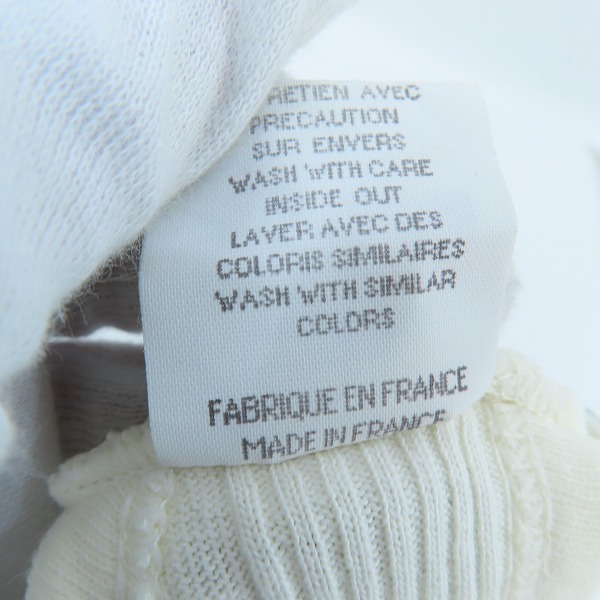 RETIEN AVEC
PRECAUTION
SUR ENVERS
WASH WITH CARE
INSIDE OUT
LAVER AVEC DES
COLORIS SIMILAIRES
WASH WITH SIMILAR
COLORS
FABRIQUE EN FRANCE
MADE IN FRANCE